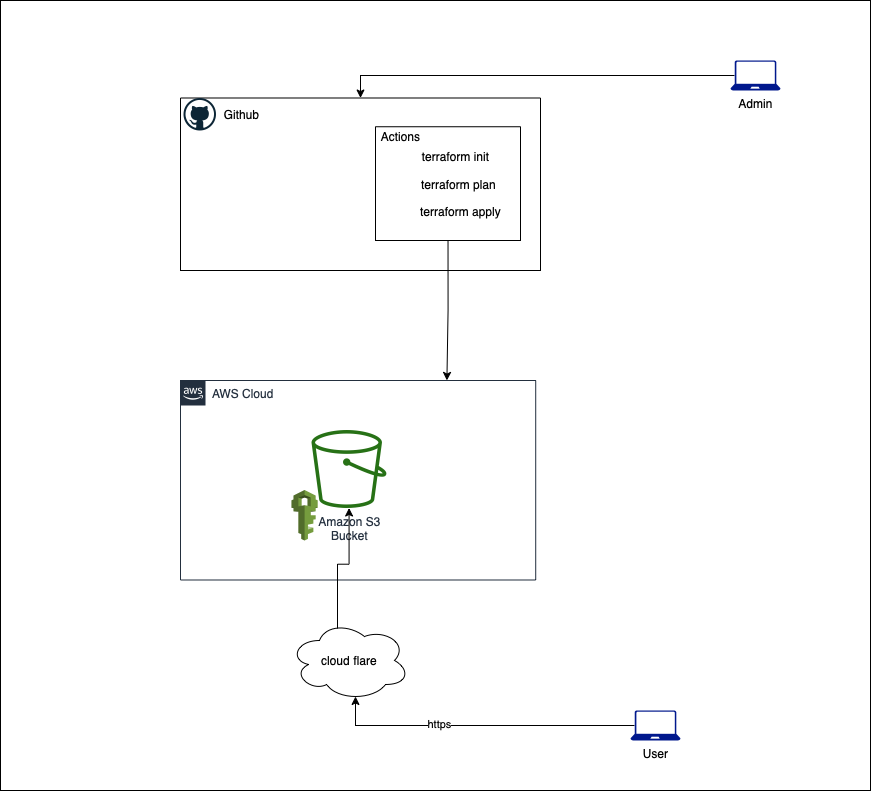 Admin
Github
Actions
terraform init
terraform plan
terraform apply
aws
AWS Cloud
Amazon S3
Bucket
cloud flare
https
User